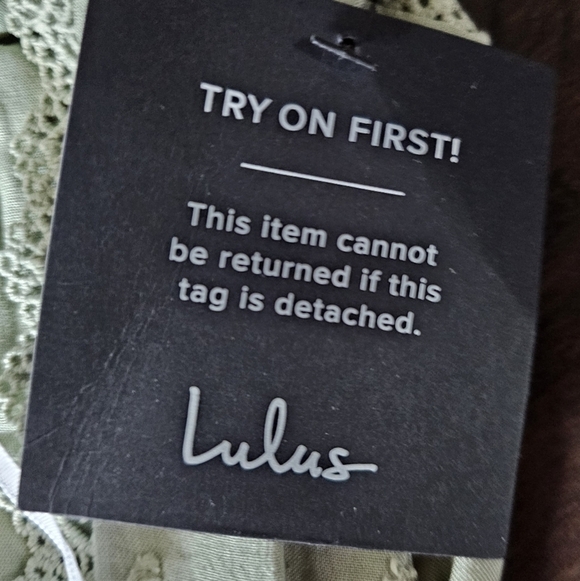 TRY ON FIRST!
This item cannot
be returned if this
tag is detached.
Lulus